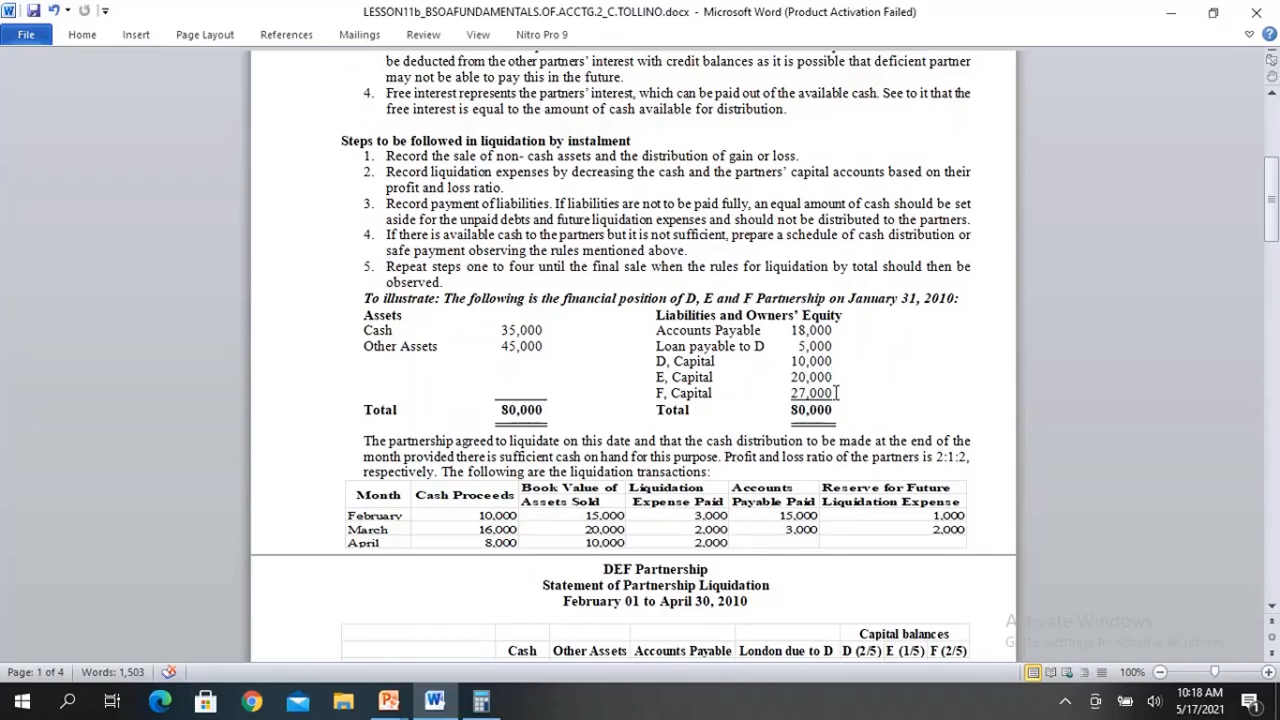 LESSON11b_BSOAFUNDAMENTALS.OF.ACCTG.2_C.TOLLINO.docx - Microsoft Word (Product Activation Failed)
File Home Insert Page Layout References Mailings Review View Nitro Pro 9
be deducted from the other partners' interest with credit balances as it is possible that deficient partner
may not be able to pay this in the future.
4. Free interest represents the partners' interest, which can be paid out of the available cash. See to it that the
free interest is equal to the amount of cash available for distribution.
Steps to be followed in liquidation by instalment
1. Record the sale of non- cash assets and the distribution of gain or loss.
2. Record liquidation expenses by decreasing the cash and the partners' capital accounts based on their
profit and loss ratio.
3. Record payment of liabilities. If liabilities are not to be paid fully, an equal amount of cash should be set
aside for the unpaid debts and future liquidation expenses and should not be distributed to the partners.
4. If there is available cash to the partners but it is not sufficient, prepare a schedule of cash distribution or
safe payment observing the rules mentioned above.
5. Repeat steps one to four until the final sale when the rules for liquidation by total should then be
observed.
To illustrate: The following is the financial position of D, E and F Partnership on January 31, 2010:
Assets Liabilities and Owners' Equity
Cash 35,000 Accounts Payable 18,000
Other Assets 45,000 Loan payable to D 5,000
D, Capital 10,000
E, Capital 20,000
F, Capital 27,000
Total 80,000 Total 80,000
The partnership agreed to liquidate on this date and that the cash distribution to be made at the end of the
month provided there is sufficient cash on hand for this purpose. Profit and loss ratio of the partners is 2:1:2,
respectively. The following are the liquidation transactions:
Month Cash Proceeds Book Value of Assets Sold Liquidation Expense Paid Accounts Payable Paid Reserve for Future Liquidation Expense
February 10,000 15,000 3,000 15,000 1,000
March 16,000 20,000 2,000 3,000 2,000
April 8,000 10,000 2,000
DEF Partnership
Statement of Partnership Liquidation
February 01 to April 30, 2010
Capital balances
Cash Other Assets Accounts Payable London due to D D (2/5) E (1/5) F (2/5)
Activate Windows
Go to Settings to activate Windows.
Page: 1 of 4 Words: 1,503 100%
10:18 AM
5/17/2021